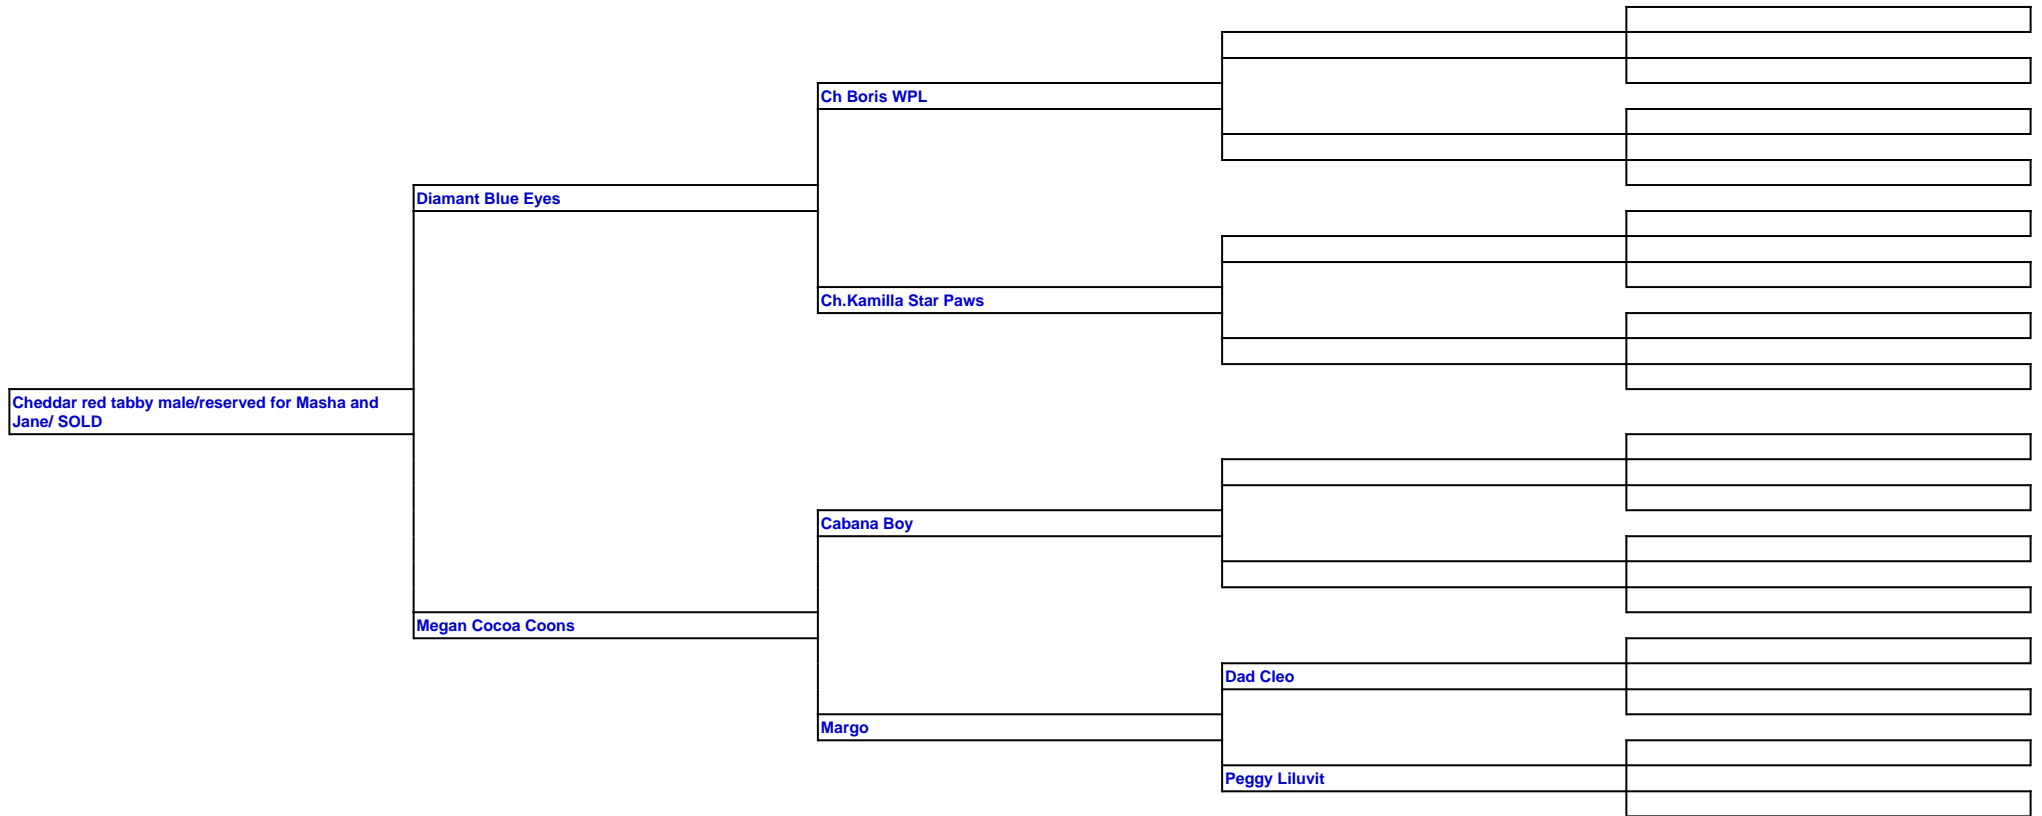 Ch Boris WPL
Diamant Blue Eyes
Ch.Kamilla Star Paws
Cheddar red tabby male/reserved for Masha and
Jane/ SOLD
Cabana Boy
Megan Cocoa Coons
Dad Cleo
Margo
Peggy Liluvit